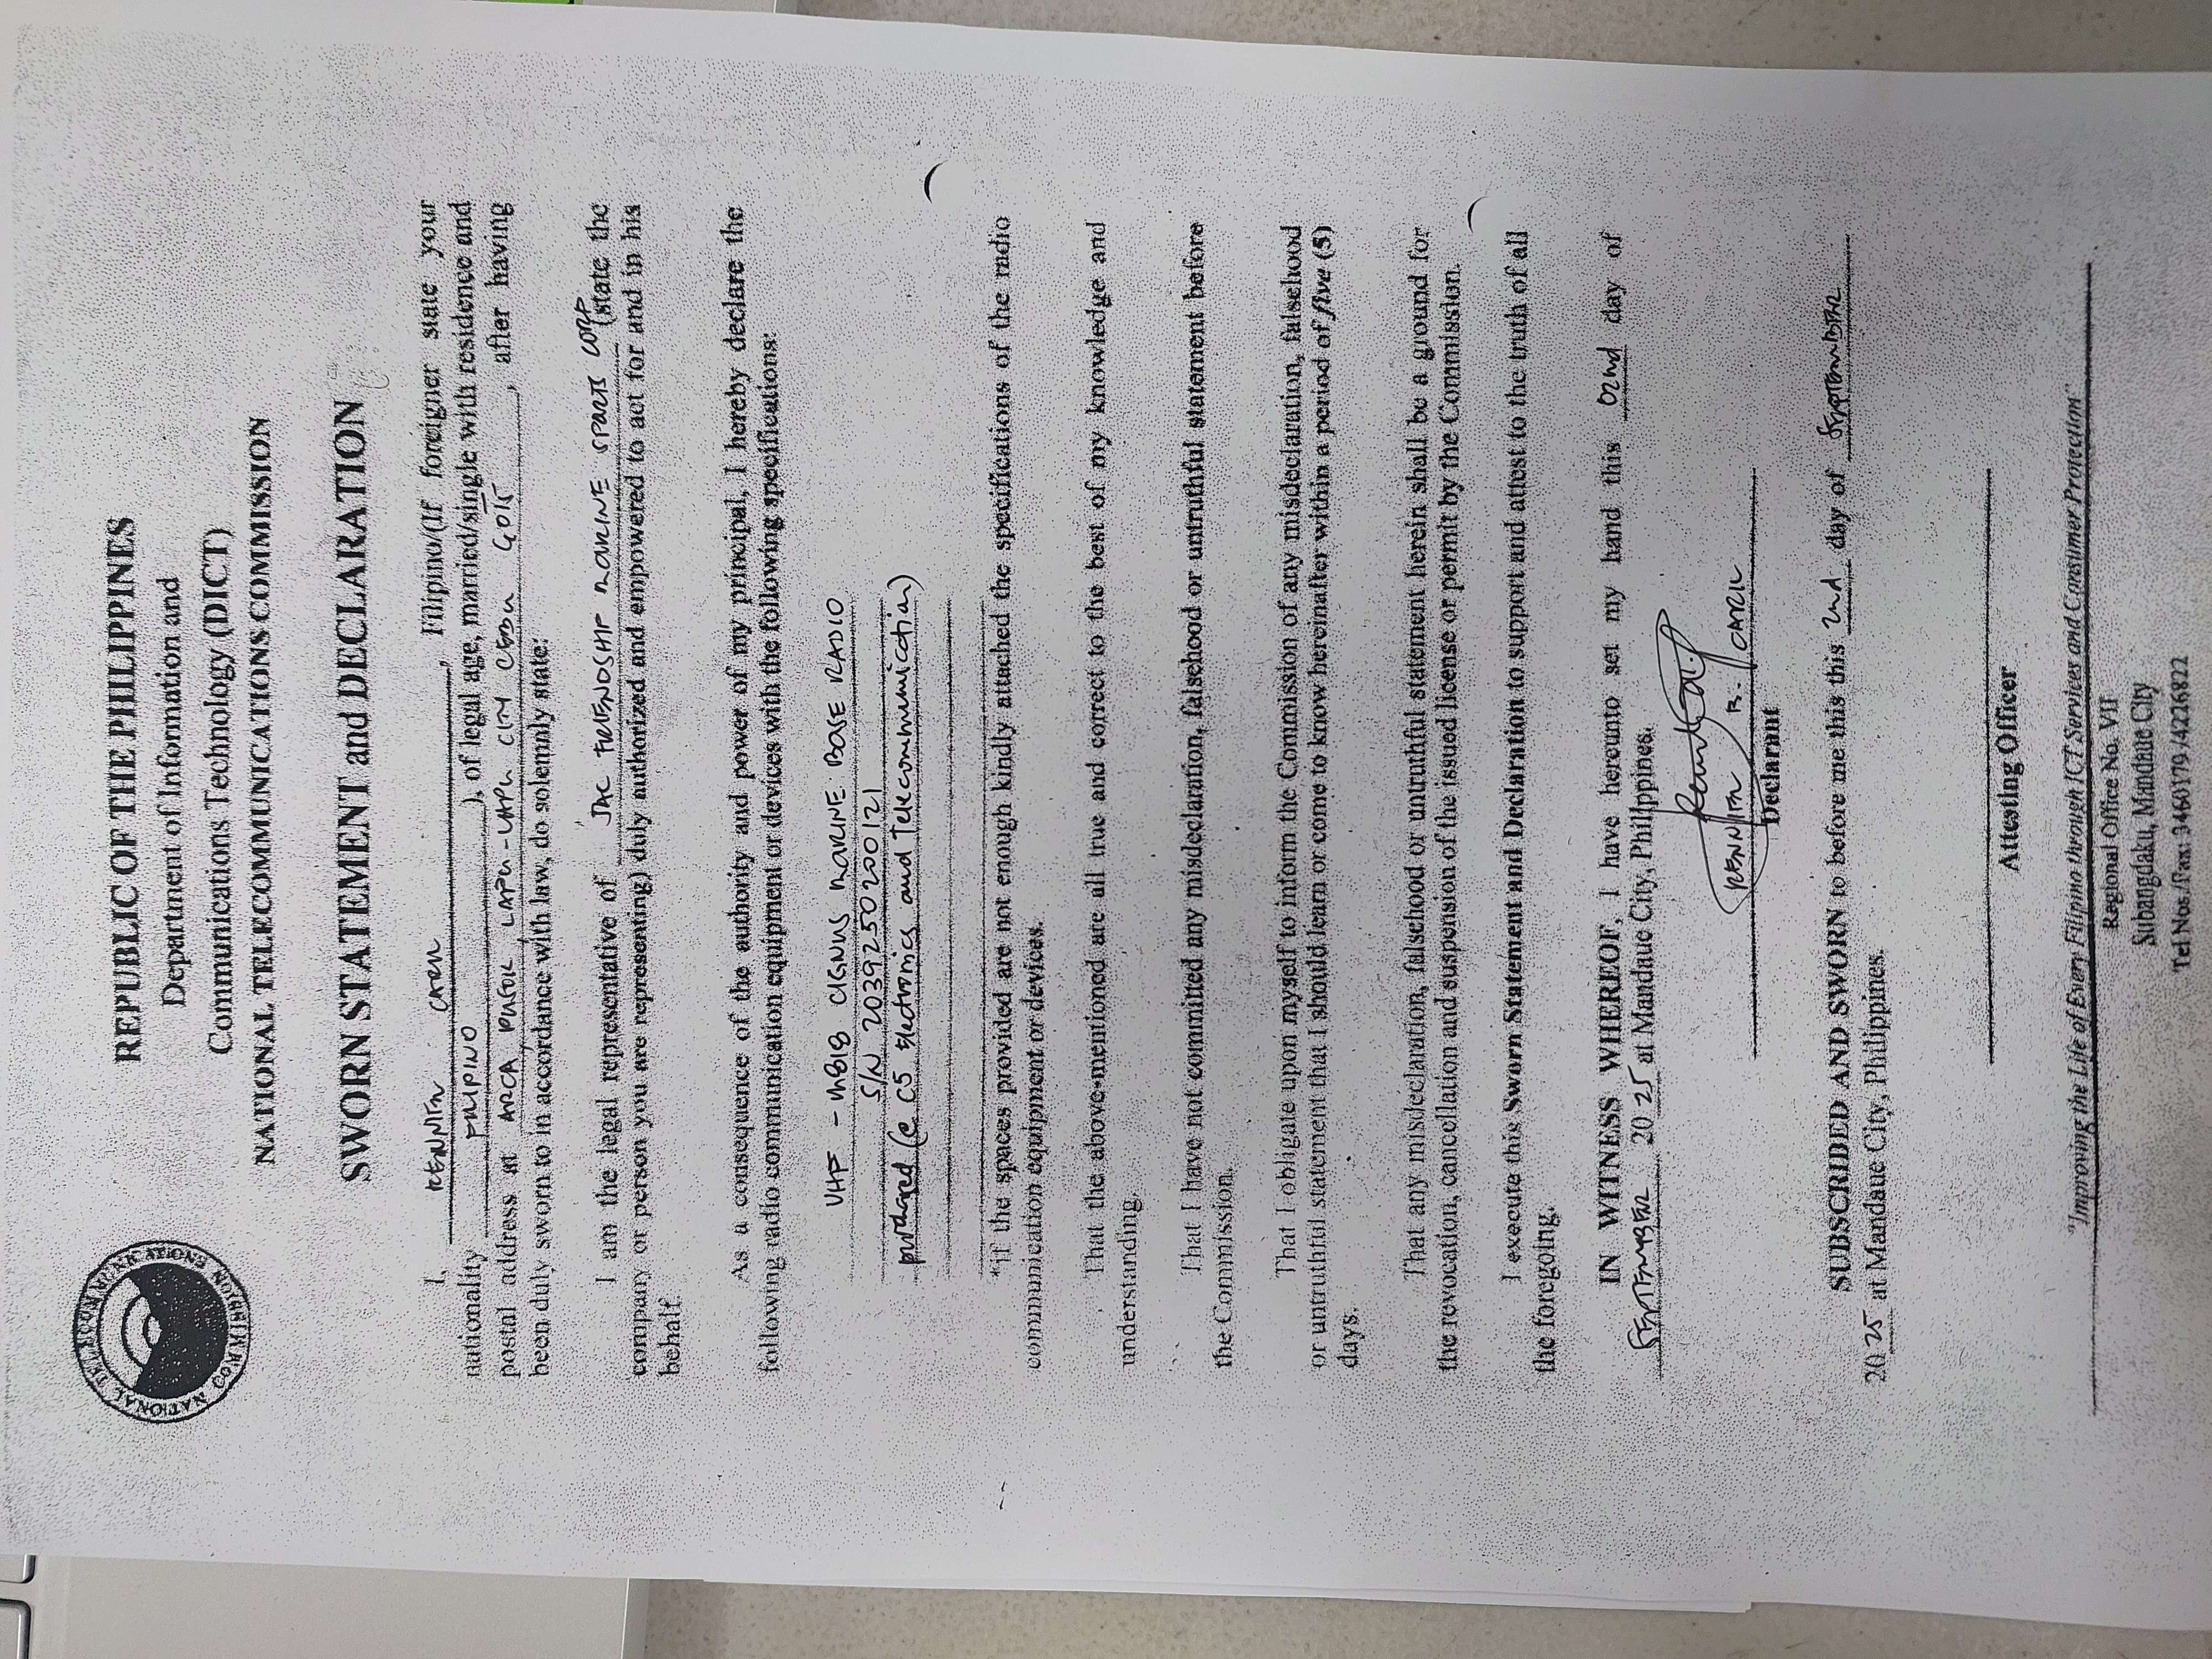 NATIONAL TELECOMMUNICATIONS COMMISSION
REPUBLIC OF THE PHILIPPINES
Department of Information and
Communications Technology (DICT)
NATIONAL TELECOMMUNICATIONS COMMISSION
SWORN STATEMENT and DECLARATION
I, KENNITH CARIL, Filipino/(If foreigner state your
nationality PILIPINO ), of legal age, married/single with residence and
postal address at ARCA PUSOK LAPU-LAPU CITY CEBU 6015, after having
been duly sworn to in accordance with law, do solemnly state:
I am the legal representative of JAC FRIENDSHIP MARINE SPORTS CORP (state the
company or person you are representing) duly authorized and empowered to act for and in his
behalf.
As a consequence of the authority and power of my principal, I hereby declare the
following radio communication equipment or devices with the following specifications:
VHF - MARINE BASE RADIO
S/N 2039250200121
purchased (@ C5 Electronics and Telecommunication)
*if the spaces provided are not enough kindly attached the specifications of the radio
communication equipment or devices.
That the above-mentioned are all true and correct to the best of my knowledge and
understanding.
That I have not committed any misdeclaration, falsehood or untruthful statement before
the Commission.
That I obligate upon myself to inform the Commission of any misdeclaration, falsehood
or untruthful statement that I should learn or come to know hereinafter within a period of five (5)
days.
That any misdeclaration, falsehood or untruthful statement herein shall be a ground for
the revocation, cancellation and suspension of the issued license or permit by the Commission.
I execute this Sworn Statement and Declaration to support and attest to the truth of all
the foregoing.
IN WITNESS WHEREOF, I have hereunto set my hand this 02nd day of
SEPTEMBER 2025 at Mandaue City, Philippines.
KENNITH R. CARIL
Declarant
SUBSCRIBED AND SWORN to before me this 2nd day of SEPTEMBER
2025 at Mandaue City, Philippines.
Attesting Officer
"Improving the Life of Every Filipino through ICT Services and Consumer Protection"
Regional Office No. VII
Subangdaku, Mandaue City
Tel Nos./Fax: 3460179 /4226822